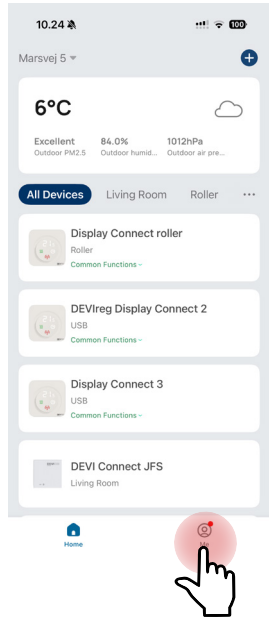 10.24
100
Marsvej 5
6°C
Excellent 84.0% 1012hPa
Outdoor PM2.5 Outdoor humid... Outdoor air pre...
All Devices Living Room Roller ...
Display Connect roller
Roller
Common Functions
DEVIreg Display Connect 2
USB
Common Functions
Display Connect 3
USB
Common Functions
DEVI Connect JFS
Living Room
Home Me